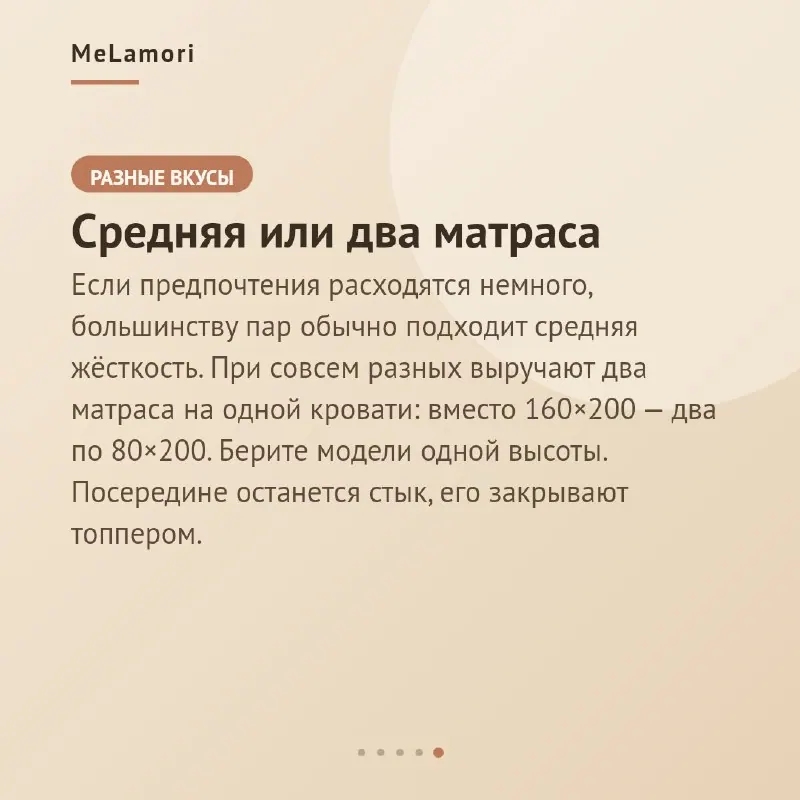 MeLamori
РАЗНЫЕ ВКУСЫ
Средняя или два матраса
Если предпочтения расходятся немного,
большинству пар обычно подходит средняя
жёсткость. При совсем разных выручают два
матраса на одной кровати: вместо 160×200 — два
по 80×200. Берите модели одной высоты.
Посередине останется стык, его закрывают
топпером.